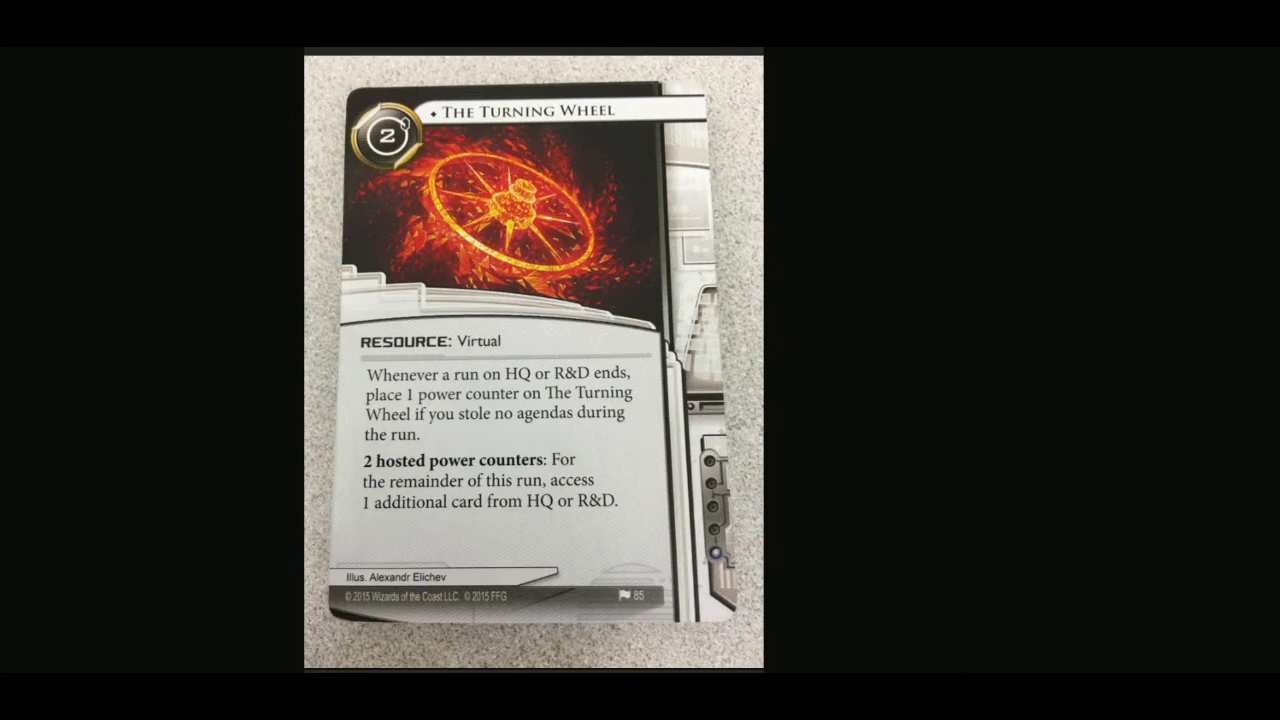 2
♦ THE TURNING WHEEL
RESOURCE: Virtual
Whenever a run on HQ or R&D ends,
place 1 power counter on The Turning
Wheel if you stole no agendas during
the run.
2 hosted power counters: For
the remainder of this run, access
1 additional card from HQ or R&D.
Illus. Alexandr Elichev
© 2015 Wizards of the Coast LLC. © 2015 FFG
85